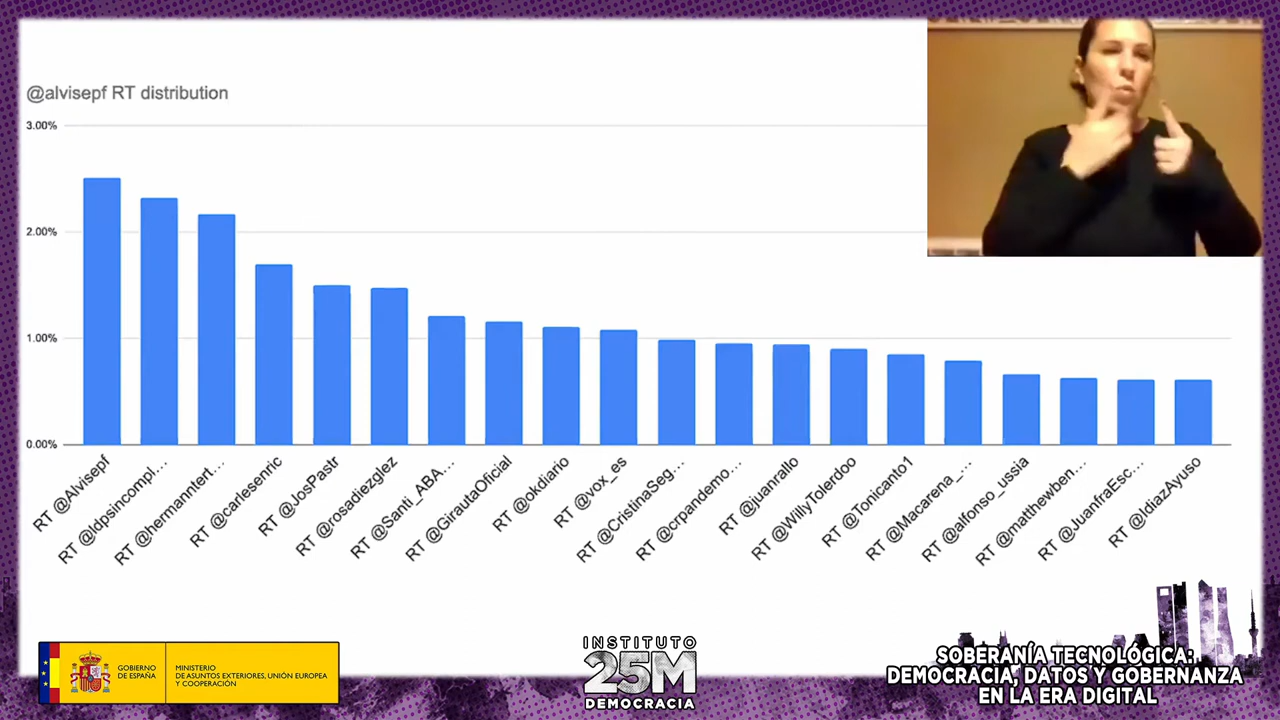 @alvisepf RT distribution
3.00%
2.00%
1.00%
0.00%
RT @Alvisepf
RT @ldpsincompl...
RT @hermanntert...
RT @carlesenric
RT @JosPastr
RT @rosadiezglez
RT @Santi_ABA...
RT @GirautaOficial
RT @okdiario
RT @vox_es
RT @CristinaSeg...
RT @crpandemo...
RT @juanrallo
RT @WillyTolerdoo
RT @Tonicanto1
RT @Macarena_...
RT @alfonso_ussia
RT @matthewben...
RT @JuanfraEsc...
RT @IdiazAyuso
GOBIERNO
DE ESPAÑA
MINISTERIO
DE ASUNTOS EXTERIORES, UNIÓN EUROPEA
Y COOPERACIÓN
INSTITUTO
25M
DEMOCRACIA
SOBERANÍA TECNOLÓGICA:
DEMOCRACIA, DATOS Y GOBERNANZA
EN LA ERA DIGITAL